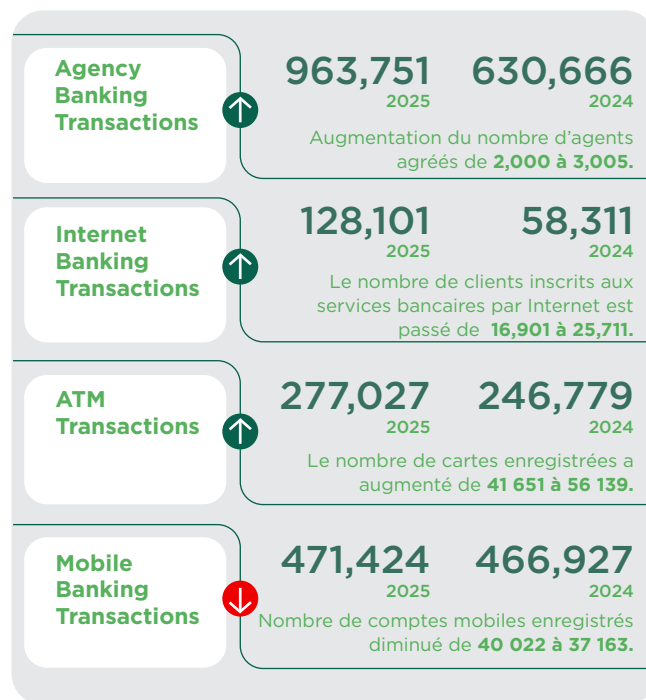 Agency
Banking
Transactions
963,751 630,666
2025 2024
Augmentation du nombre d'agents
agréés de 2,000 à 3,005.
Internet
Banking
Transactions
128,101 58,311
2025 2024
Le nombre de clients inscrits aux
services bancaires par Internet est
passé de 16,901 à 25,711.
ATM
Transactions
277,027 246,779
2025 2024
Le nombre de cartes enregistrées a
augmenté de 41 651 à 56 139.
Mobile
Banking
Transactions
471,424 466,927
2025 2024
Nombre de comptes mobiles enregistrés
diminué de 40 022 à 37 163.